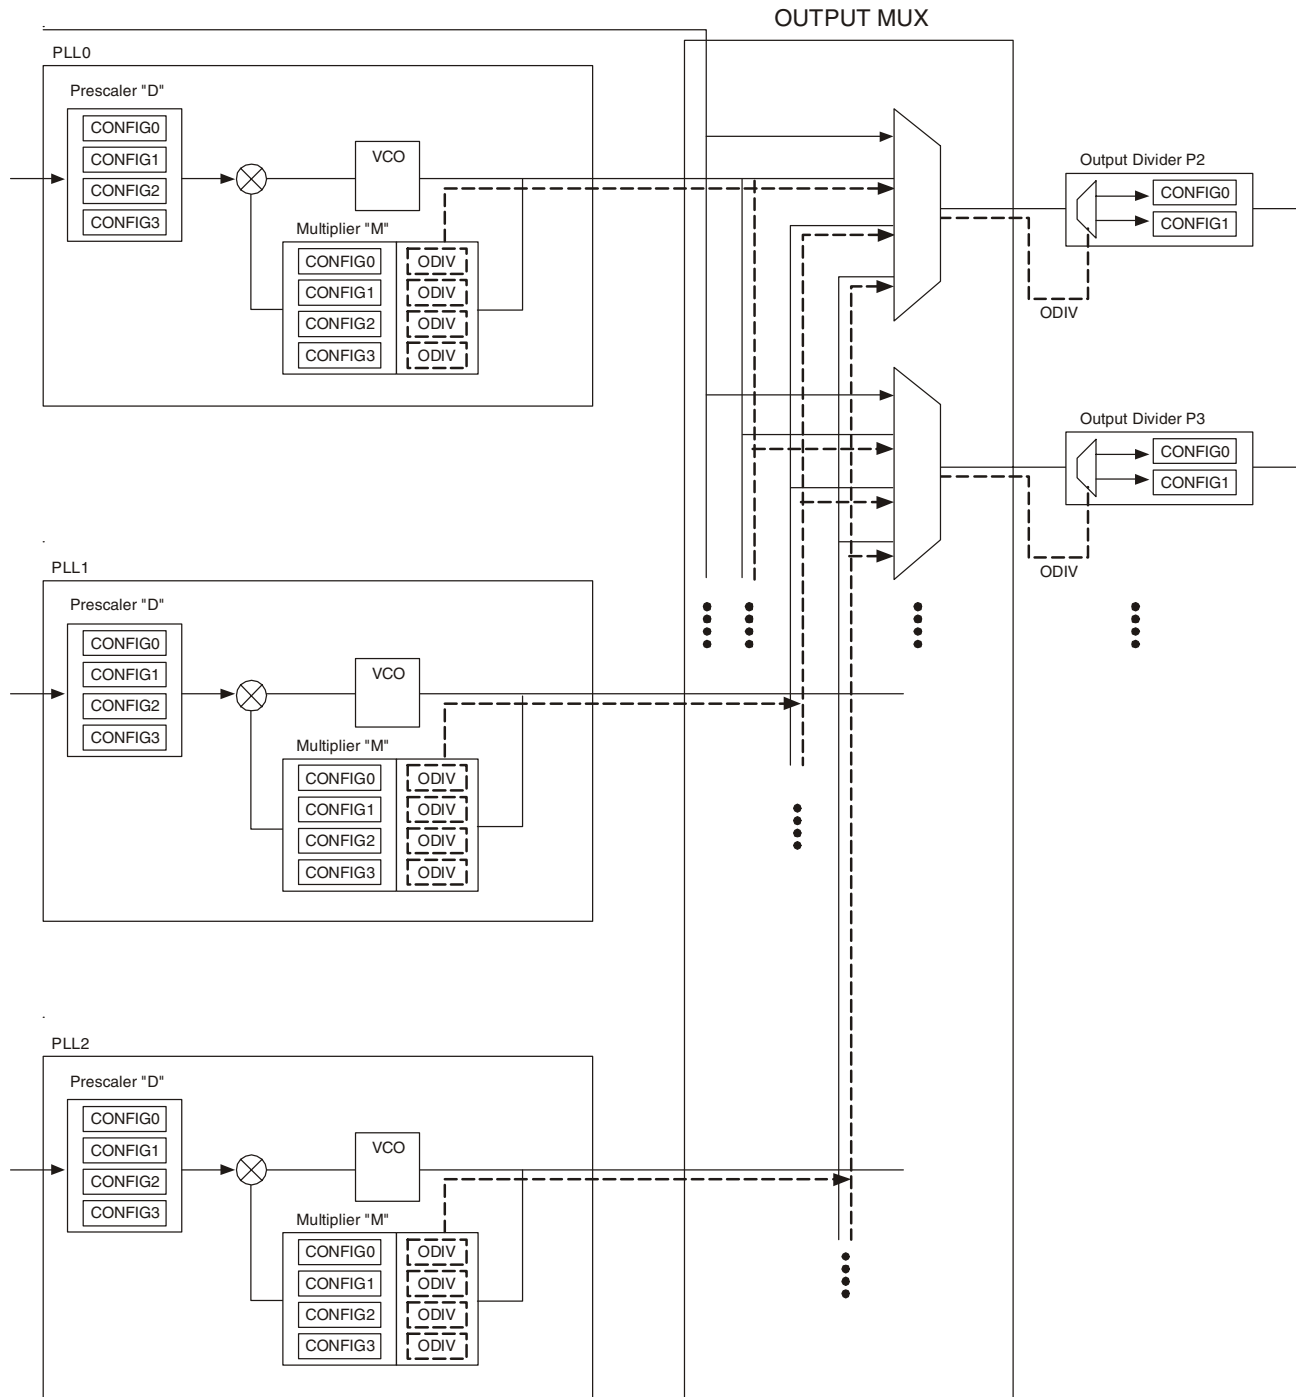 OUTPUT MUX
PLL0
Prescaler "D"
CONFIG0
CONFIG1
CONFIG2
CONFIG3
VCO
Multiplier "M"
CONFIG0 ODIV
CONFIG1 ODIV
CONFIG2 ODIV
CONFIG3 ODIV
Output Divider P2
CONFIG0
CONFIG1
ODIV
Output Divider P3
CONFIG0
CONFIG1
ODIV
PLL1
Prescaler "D"
CONFIG0
CONFIG1
CONFIG2
CONFIG3
VCO
Multiplier "M"
CONFIG0 ODIV
CONFIG1 ODIV
CONFIG2 ODIV
CONFIG3 ODIV
PLL2
Prescaler "D"
CONFIG0
CONFIG1
CONFIG2
CONFIG3
VCO
Multiplier "M"
CONFIG0 ODIV
CONFIG1 ODIV
CONFIG2 ODIV
CONFIG3 ODIV